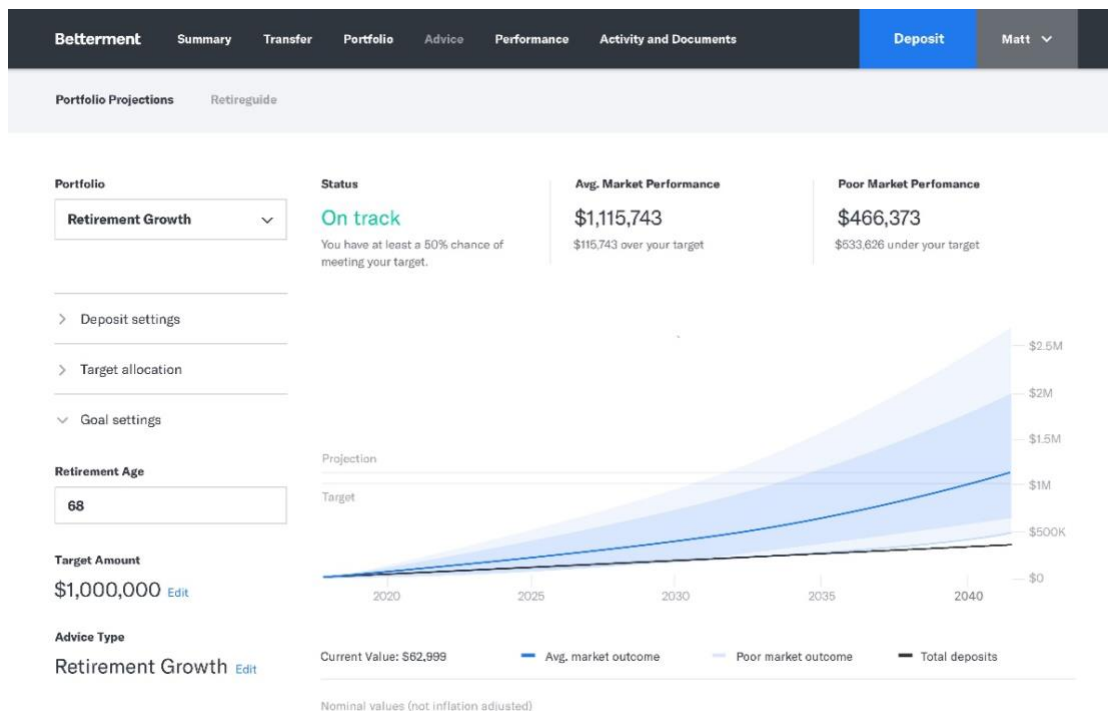 Betterment Summary Transfer Portfolio Advice Performance Activity and Documents Deposit Matt
Portfolio Projections Retireguide
Portfolio
Retirement Growth
Deposit settings
Target allocation
Goal settings
Retirement Age
68
Target Amount
$1,000,000 Edit
Advice Type
Retirement Growth Edit
Status
On track
You have at least a 50% chance of
meeting your target.
Avg. Market Performance
$1,115,743
$115,743 over your target
Poor Market Perfomance
$466,373
$533,626 under your target
Projection
Target
$2.5M
$2M
$1.5M
$1M
$500K
$0
2020 2025 2030 2035 2040
Current Value: $62,999 Avg. market outcome Poor market outcome Total deposits
Nominal values (not inflation adjusted)